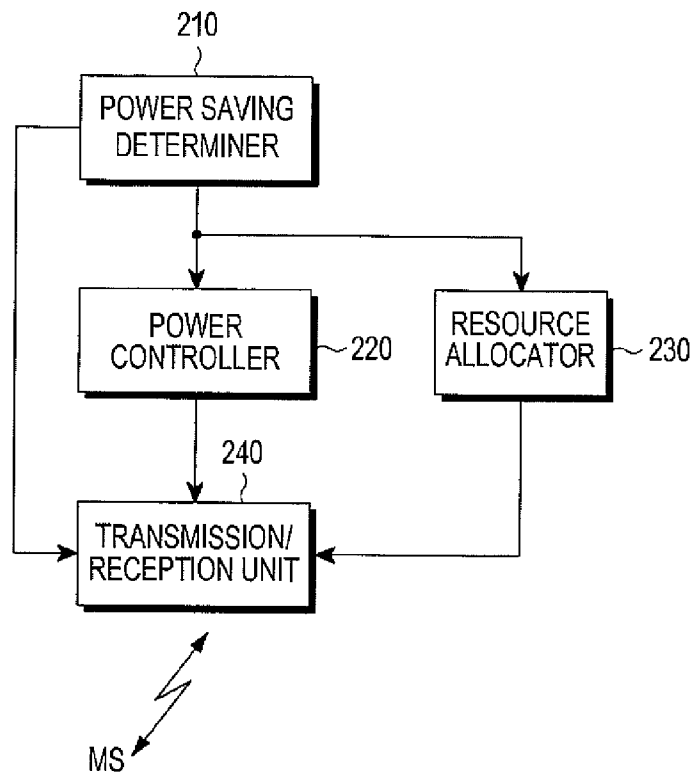 210
POWER SAVING
DETERMINER
POWER
CONTROLLER
220
RESOURCE
ALLOCATOR
230
240
TRANSMISSION/
RECEPTION UNIT
MS